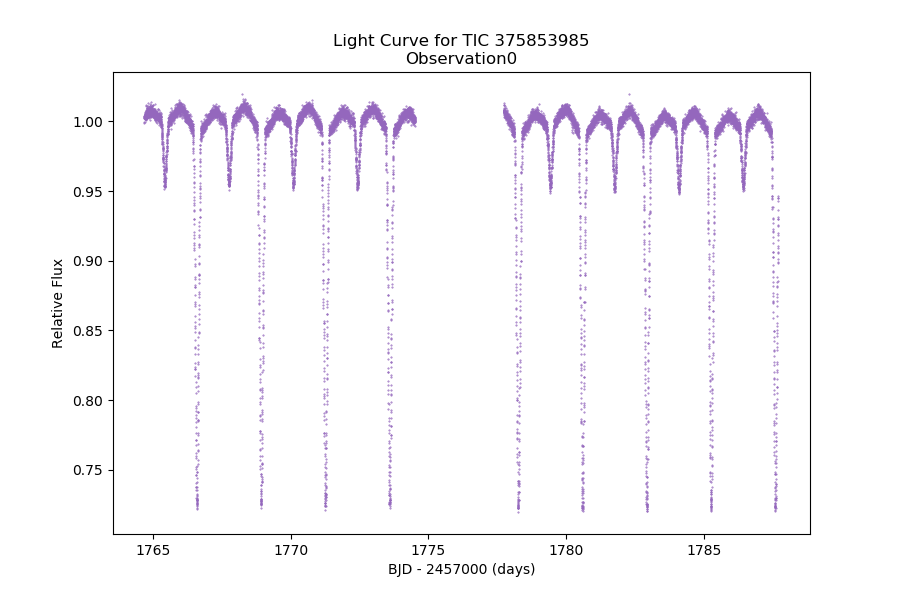 Light Curve for TIC 375853985
Observation0
1.00
0.95
0.90
0.85
0.80
0.75
Relative Flux
1765
1770
1775
1780
1785
BJD - 2457000 (days)